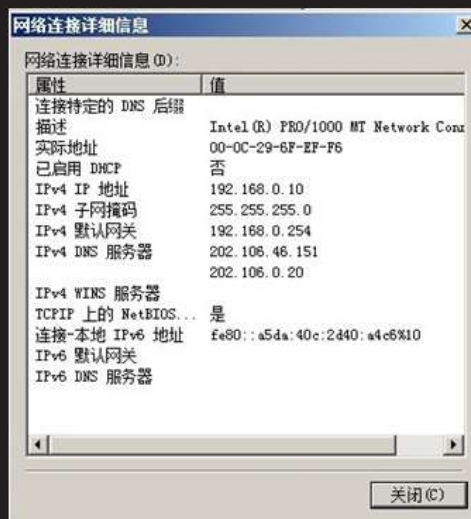 网络连接详细信息
网络连接详细信息(D):
属性 值
连接特定的 DNS 后缀
描述 Intel(R) PRO/1000 MT Network Conn
实际地址 00-0C-29-6F-EF-F6
已启用 DHCP 否
IPv4 IP 地址 192.168.0.10
IPv4 子网掩码 255.255.255.0
IPv4 默认网关 192.168.0.254
IPv4 DNS 服务器 202.106.46.151
202.106.0.20
IPv4 WINS 服务器
TCPIP 上的 NetBIOS... 是
连接-本地 IPv6 地址 fe80::a5da:40c:2d40:a4c6%10
IPv6 默认网关
IPv6 DNS 服务器
关闭(C)